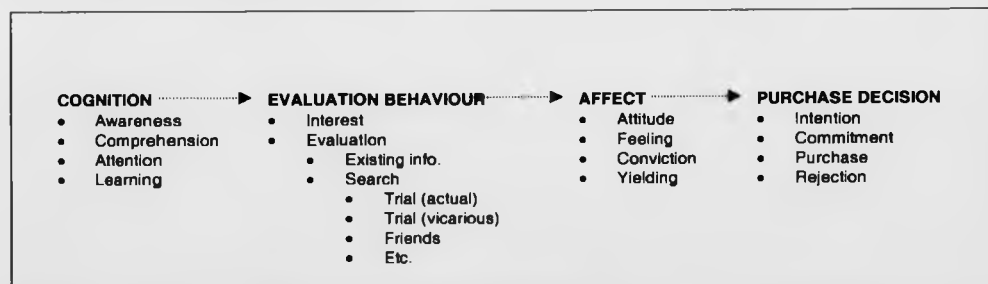 COGNITION
• Awareness
• Comprehension
• Attention
• Learning
EVALUATION BEHAVIOUR
• Interest
• Evaluation
• Existing info.
• Search
• Trial (actual)
• Trial (vicarious)
• Friends
• Etc.
AFFECT
• Attitude
• Feeling
• Conviction
• Yielding
PURCHASE DECISION
• Intention
• Commitment
• Purchase
• Rejection